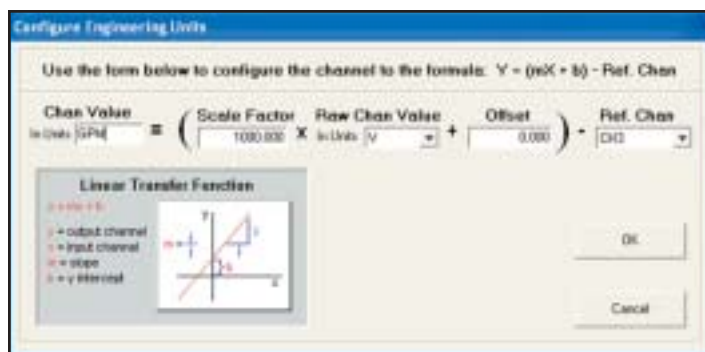 Configure Engineering Units
Use the form below to configure the channel to the formula: Y = (mX + b) - Ref. Chan
Chan Value
In Units GPM
= ( Scale Factor
1000.000 X
Raw Chan Value
In Units V
+
Offset
0.000 ) -
Ref. Chan
Linear Transfer Function
y = mx + b
y = output channel
x = input channel
m = slope
b = y intercept
y
m =
b
x
OK
Cancel